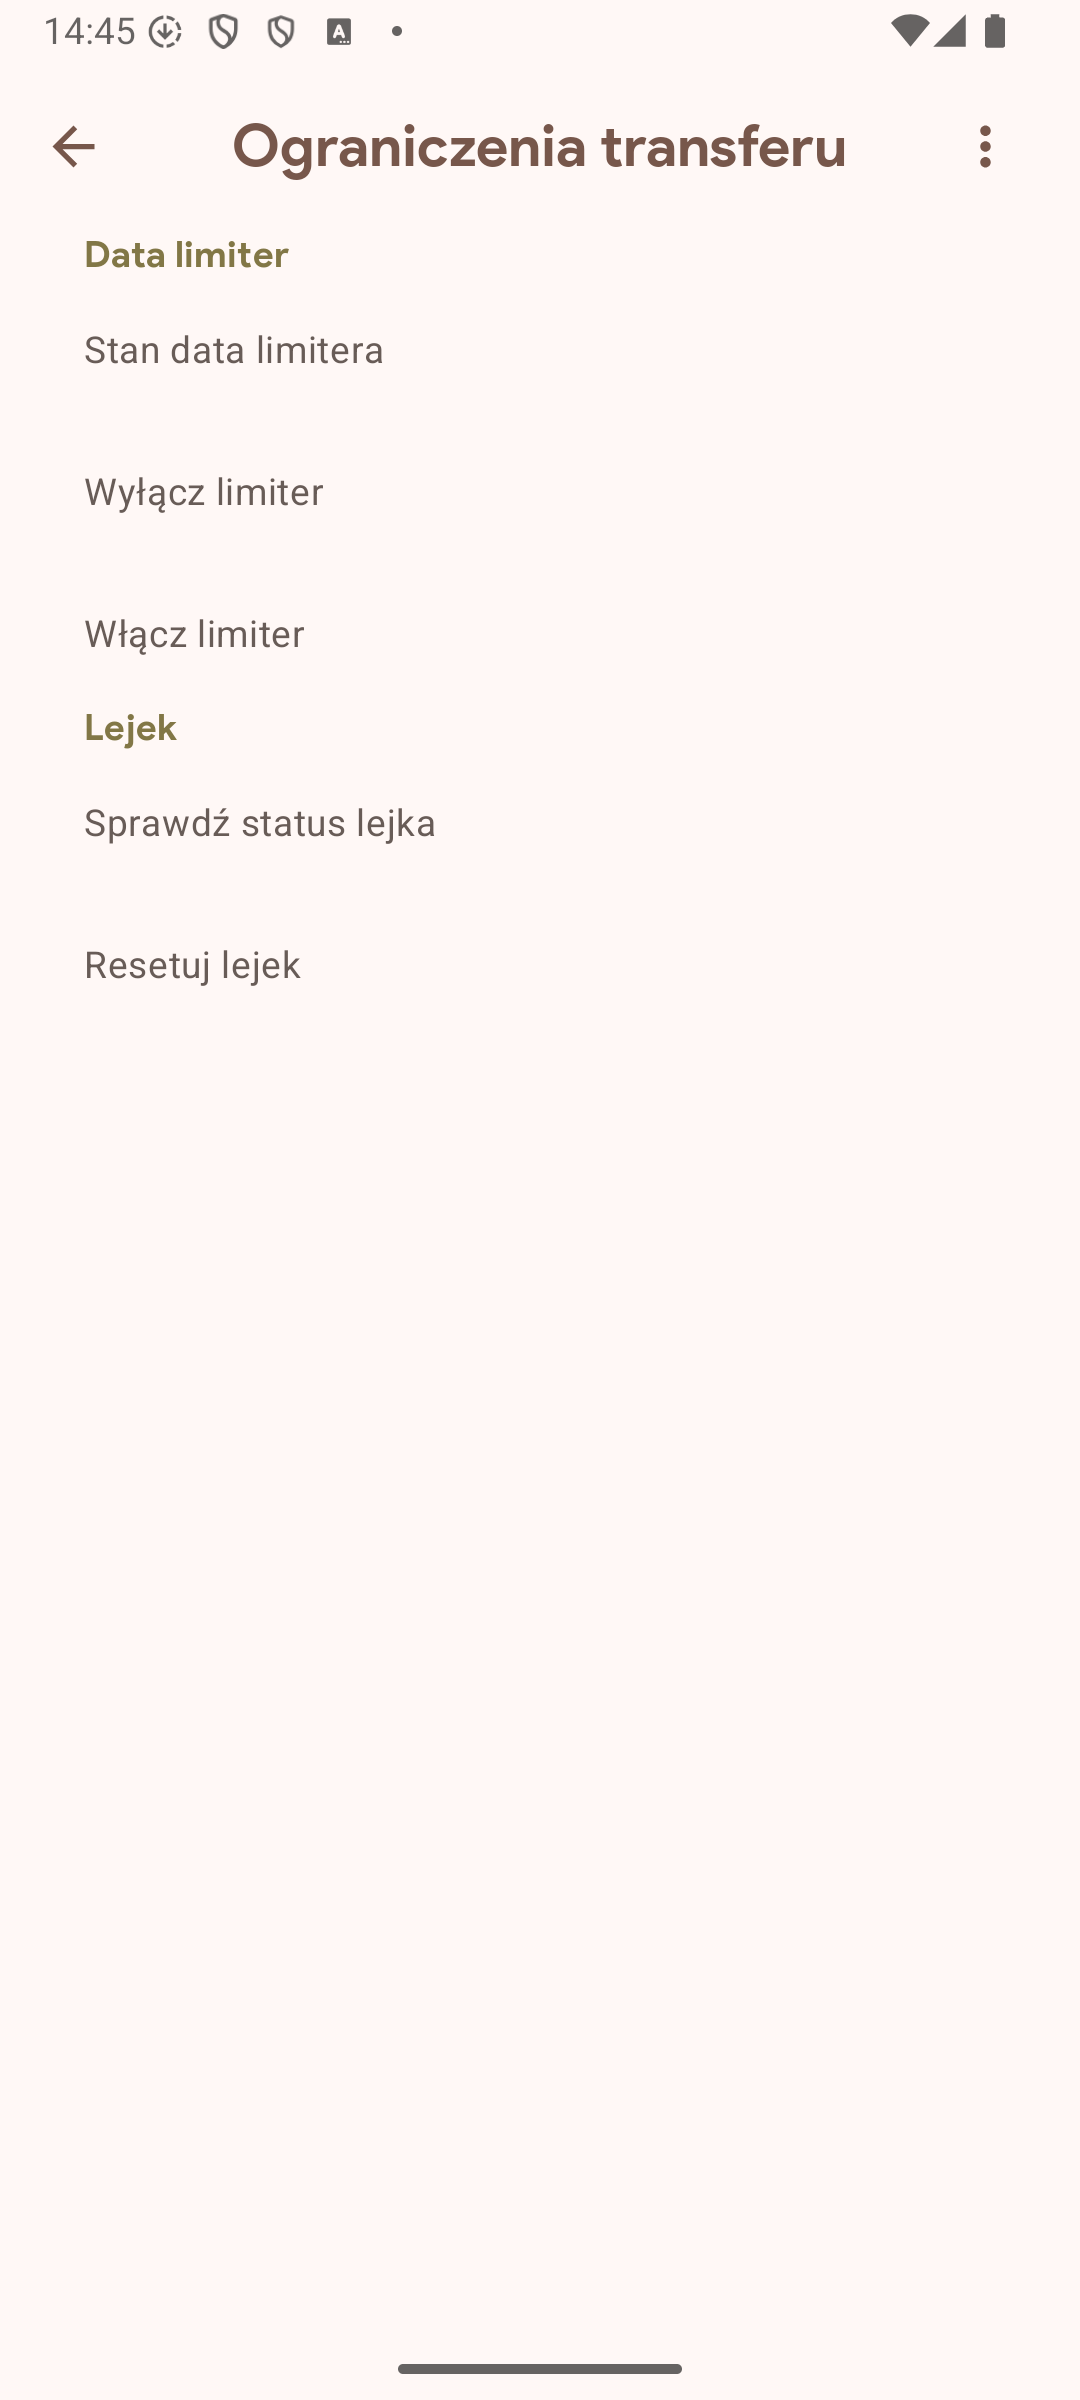 14:45
Ograniczenia transferu
Data limiter
Stan data limitera
Wyłącz limiter
Włącz limiter
Lejek
Sprawdź status lejka
Resetuj lejek